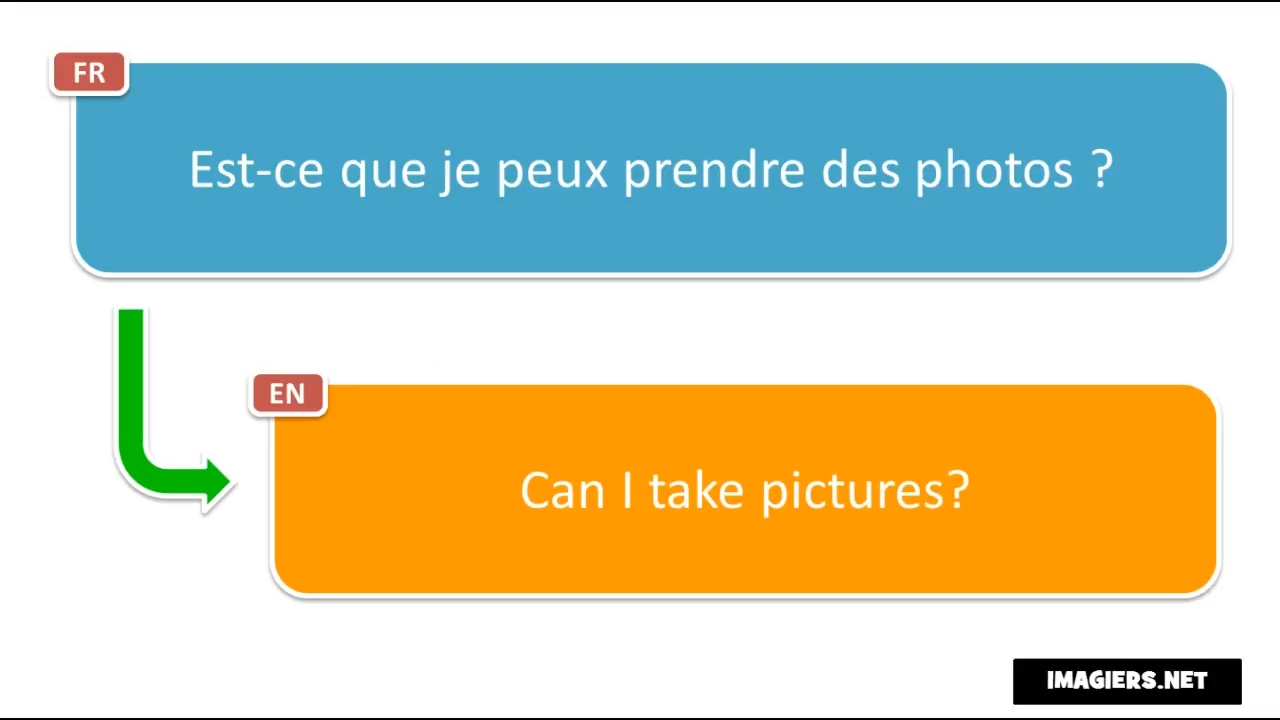 FR
Est-ce que je peux prendre des photos ?
EN
Can I take pictures?
IMAGIERS.NET